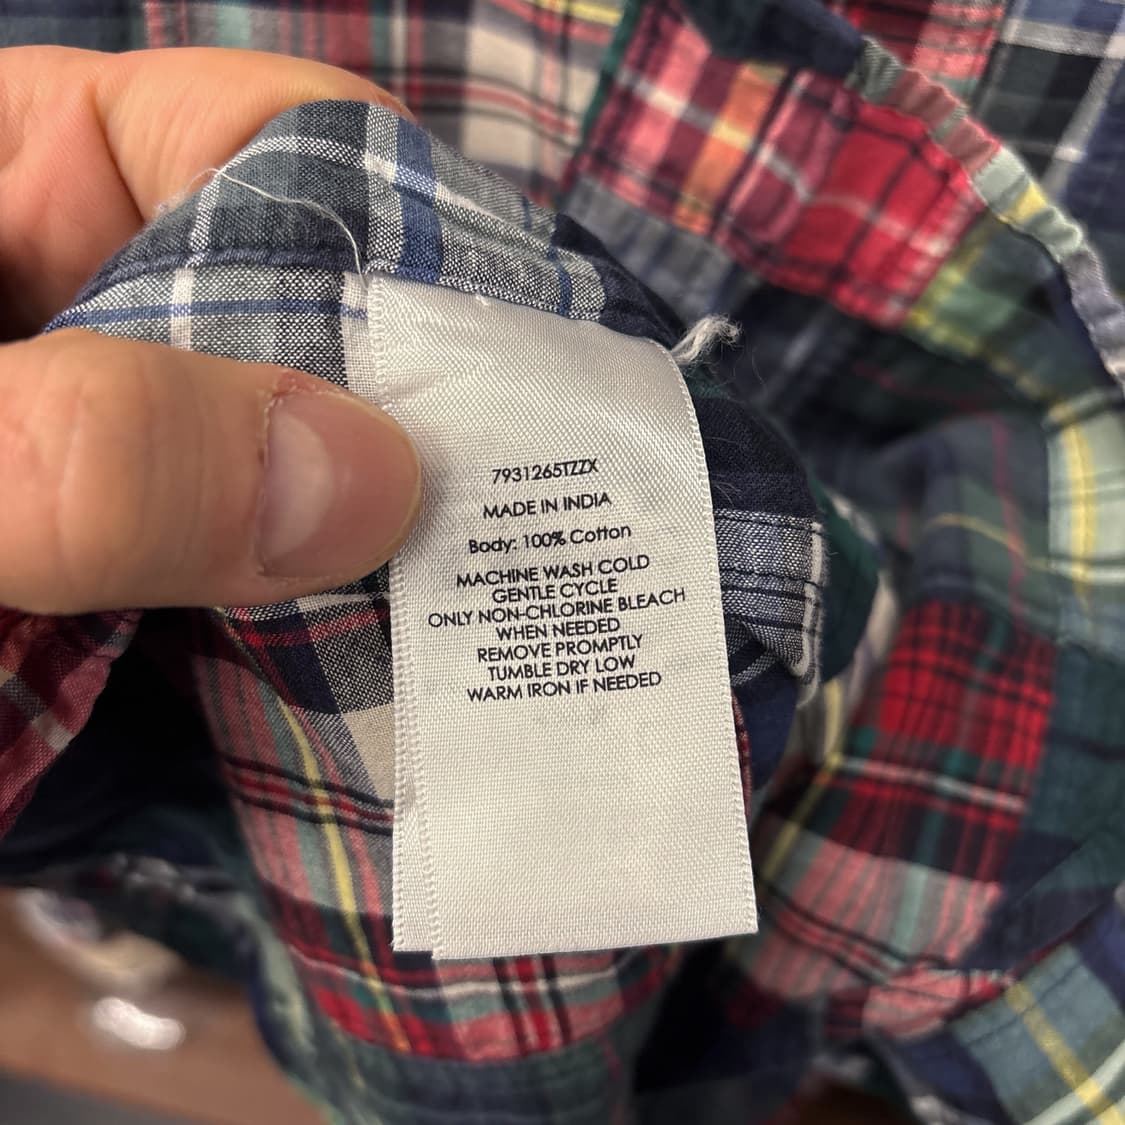 7931265TZZX
MADE IN INDIA
Body: 100% Cotton
MACHINE WASH COLD
GENTLE CYCLE
ONLY NON-CHLORINE BLEACH
WHEN NEEDED
REMOVE PROMPTLY
TUMBLE DRY LOW
WARM IRON IF NEEDED